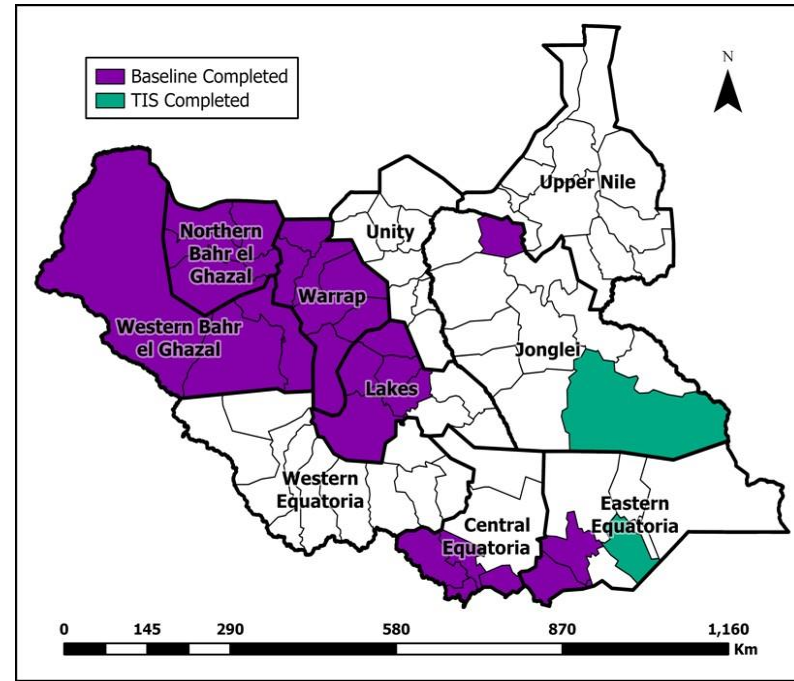 N
Baseline Completed
TIS Completed
Upper Nile
Northern
Bahr el
Ghazal
Unity
Warrap
Western Bahr
el Ghazal
Jonglei
Lakes
Western
Equatoria
Central
Equatoria
Eastern
Equatoria
0 145 290 580 870 1,160
Km